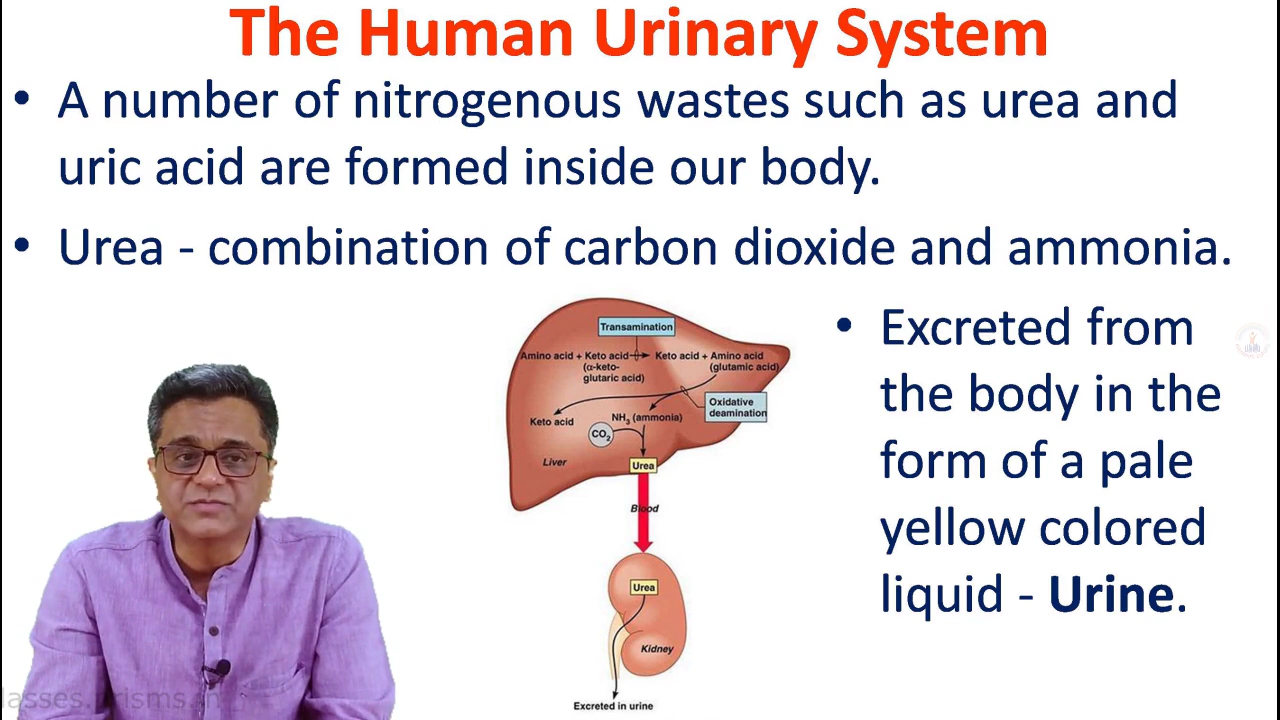 The Human Urinary System
• A number of nitrogenous wastes such as urea and
uric acid are formed inside our body.
• Urea - combination of carbon dioxide and ammonia.
• Excreted from
the body in the
form of a pale
yellow colored
liquid - Urine.
Transamination
Amino acid + Keto acid
(α-keto-
glutaric acid)
Keto acid + Amino acid
(glutamic acid)
Oxidative
deamination
Keto acid
NH3 (ammonia)
CO2
Liver
Urea
Blood
Urea
Kidney
Excreted in urine